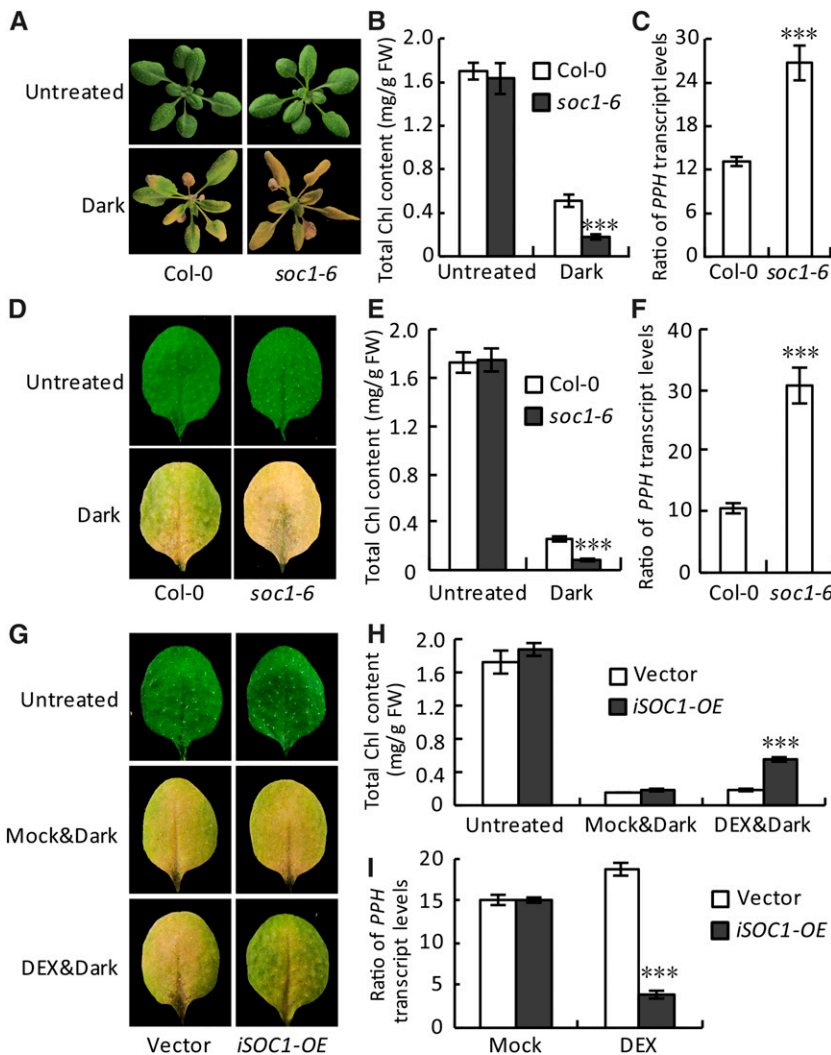 A
Untreated
Dark
Col-0
soc1-6
B
Total Chl content (mg/g FW)
2.0
1.6
1.2
0.8
0.4
0
Col-0
soc1-6
***
Untreated
Dark
C
Ratio of PPH transcript levels
30
24
18
12
6
0
***
Col-0 soc1-6
D
Untreated
Dark
Col-0
soc1-6
E
Total Chl content (mg/g FW)
2.0
1.6
1.2
0.8
0.4
0
Col-0
soc1-6
***
Untreated
Dark
F
Ratio of PPH transcript levels
40
30
20
10
0
***
Col-0 soc1-6
G
Untreated
Mock&Dark
DEX&Dark
Vector
iSOC1-OE
H
Total Chl content
(mg/g FW)
2.0
1.6
1.2
0.8
0.4
0
Vector
iSOC1-OE
***
Untreated
Mock&Dark
DEX&Dark
I
Ratio of PPH
transcript levels
20
15
10
5
0
Vector
iSOC1-OE
***
Mock
DEX